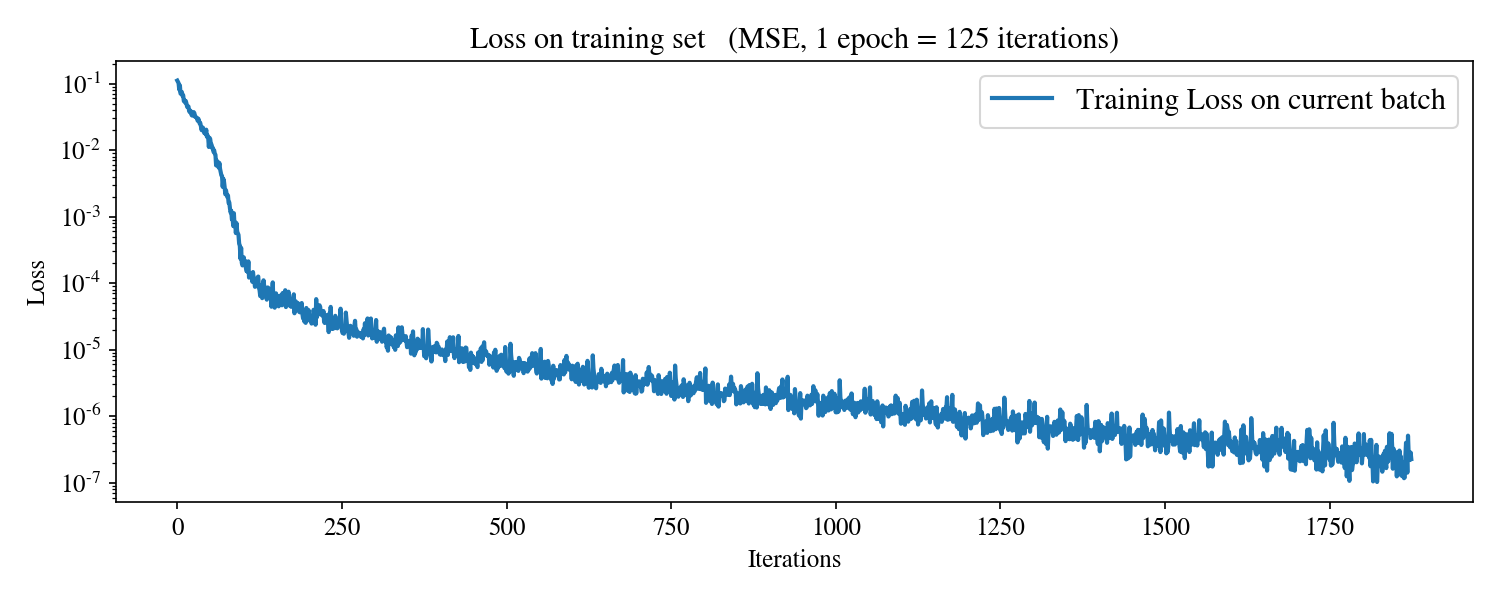 Loss on training set (MSE, 1 epoch = 125 iterations)
Training Loss on current batch
Loss
10⁻¹
10⁻²
10⁻³
10⁻⁴
10⁻⁵
10⁻⁶
10⁻⁷
0 250 500 750 1000 1250 1500 1750
Iterations